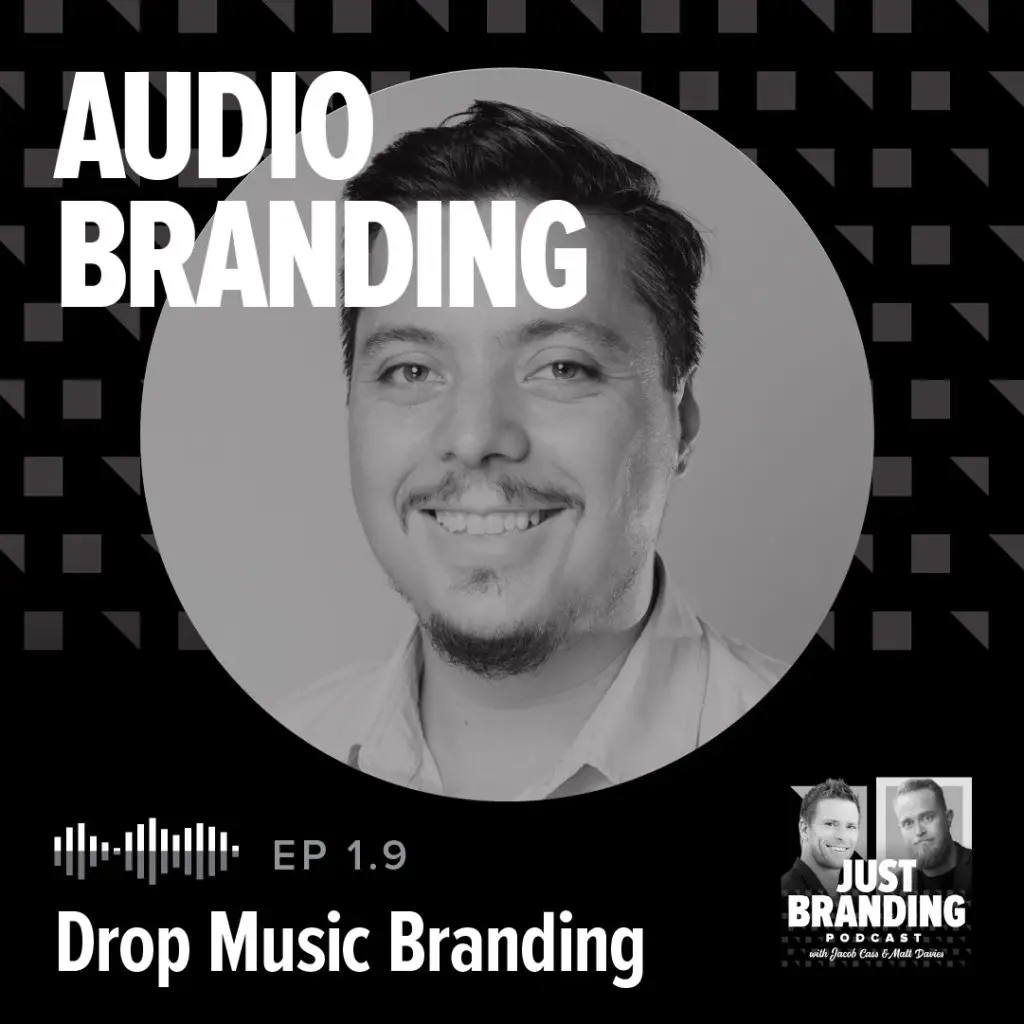 AUDIO
BRANDING
EP 1.9
Drop Music Branding
JUST
BRANDING
PODCAST
with Jacob Cass & Matt Davies